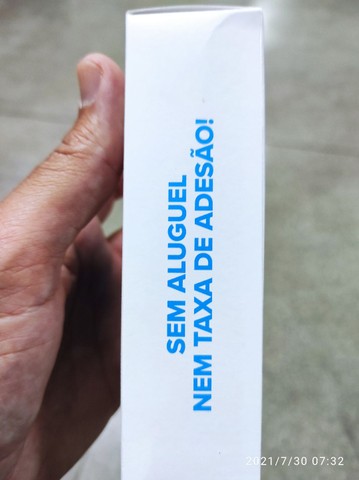 SEM ALUGUEL
NEM TAXA DE ADESÃO!
2021/7/30 07:32